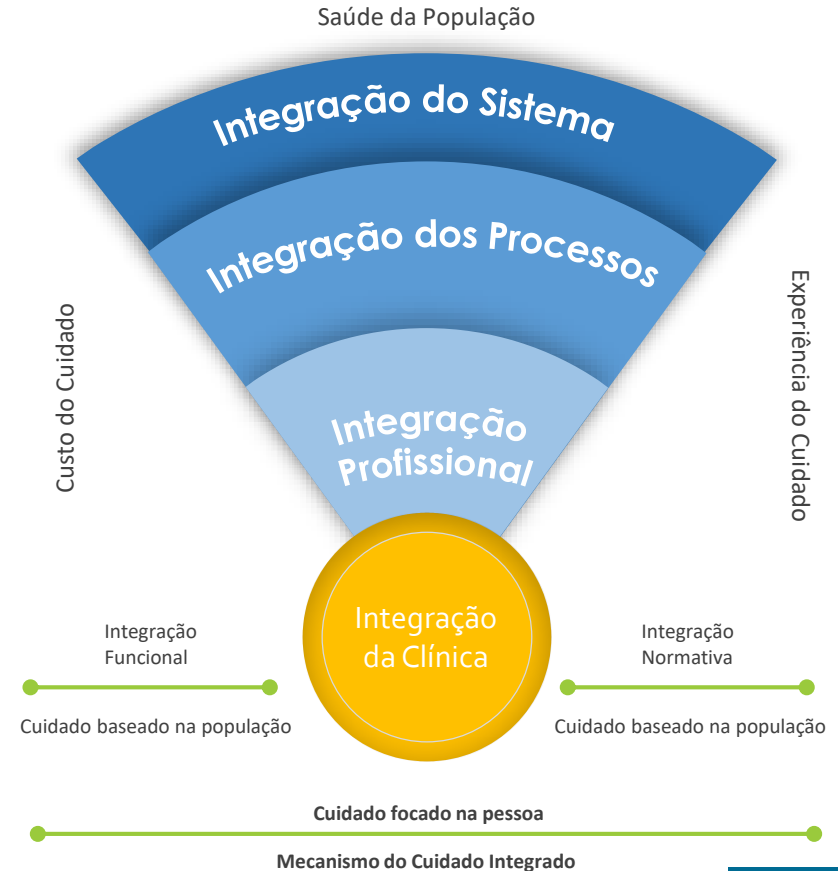 Saúde da População
Integração do Sistema
Integração dos Processos
Custo do Cuidado
Experiência do Cuidado
Integração
Profissional
Integração
da Clínica
Integração
Funcional
Integração
Normativa
Cuidado baseado na população
Cuidado baseado na população
Cuidado focado na pessoa
Mecanismo do Cuidado Integrado